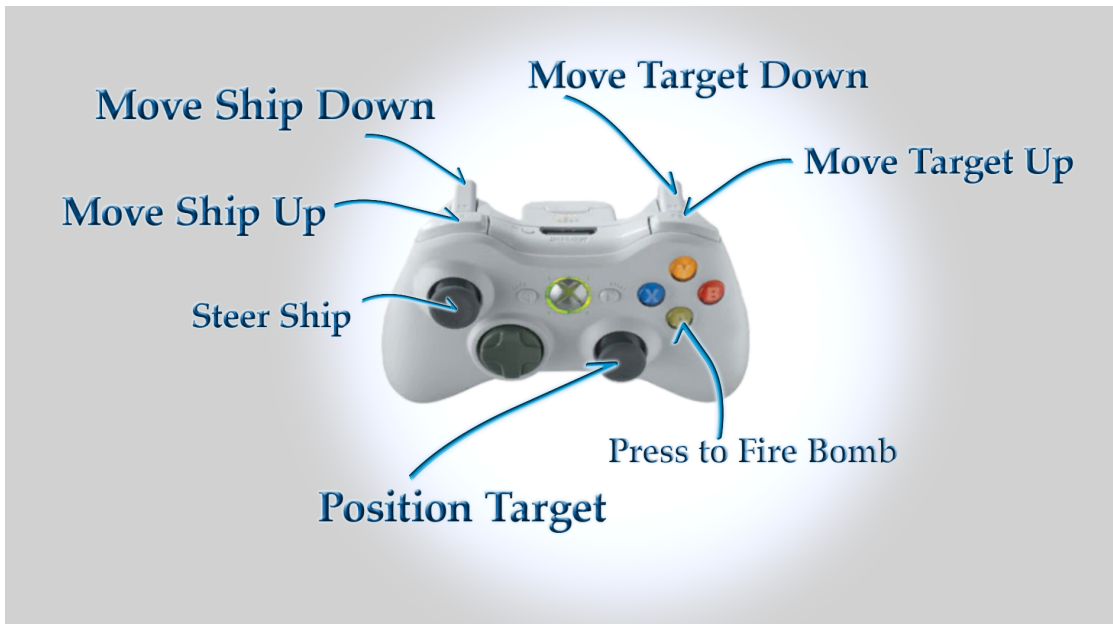 Move Target Down
Move Ship Down
Move Target Up
Move Ship Up
Steer Ship
Y
X
B
Press to Fire Bomb
Position Target